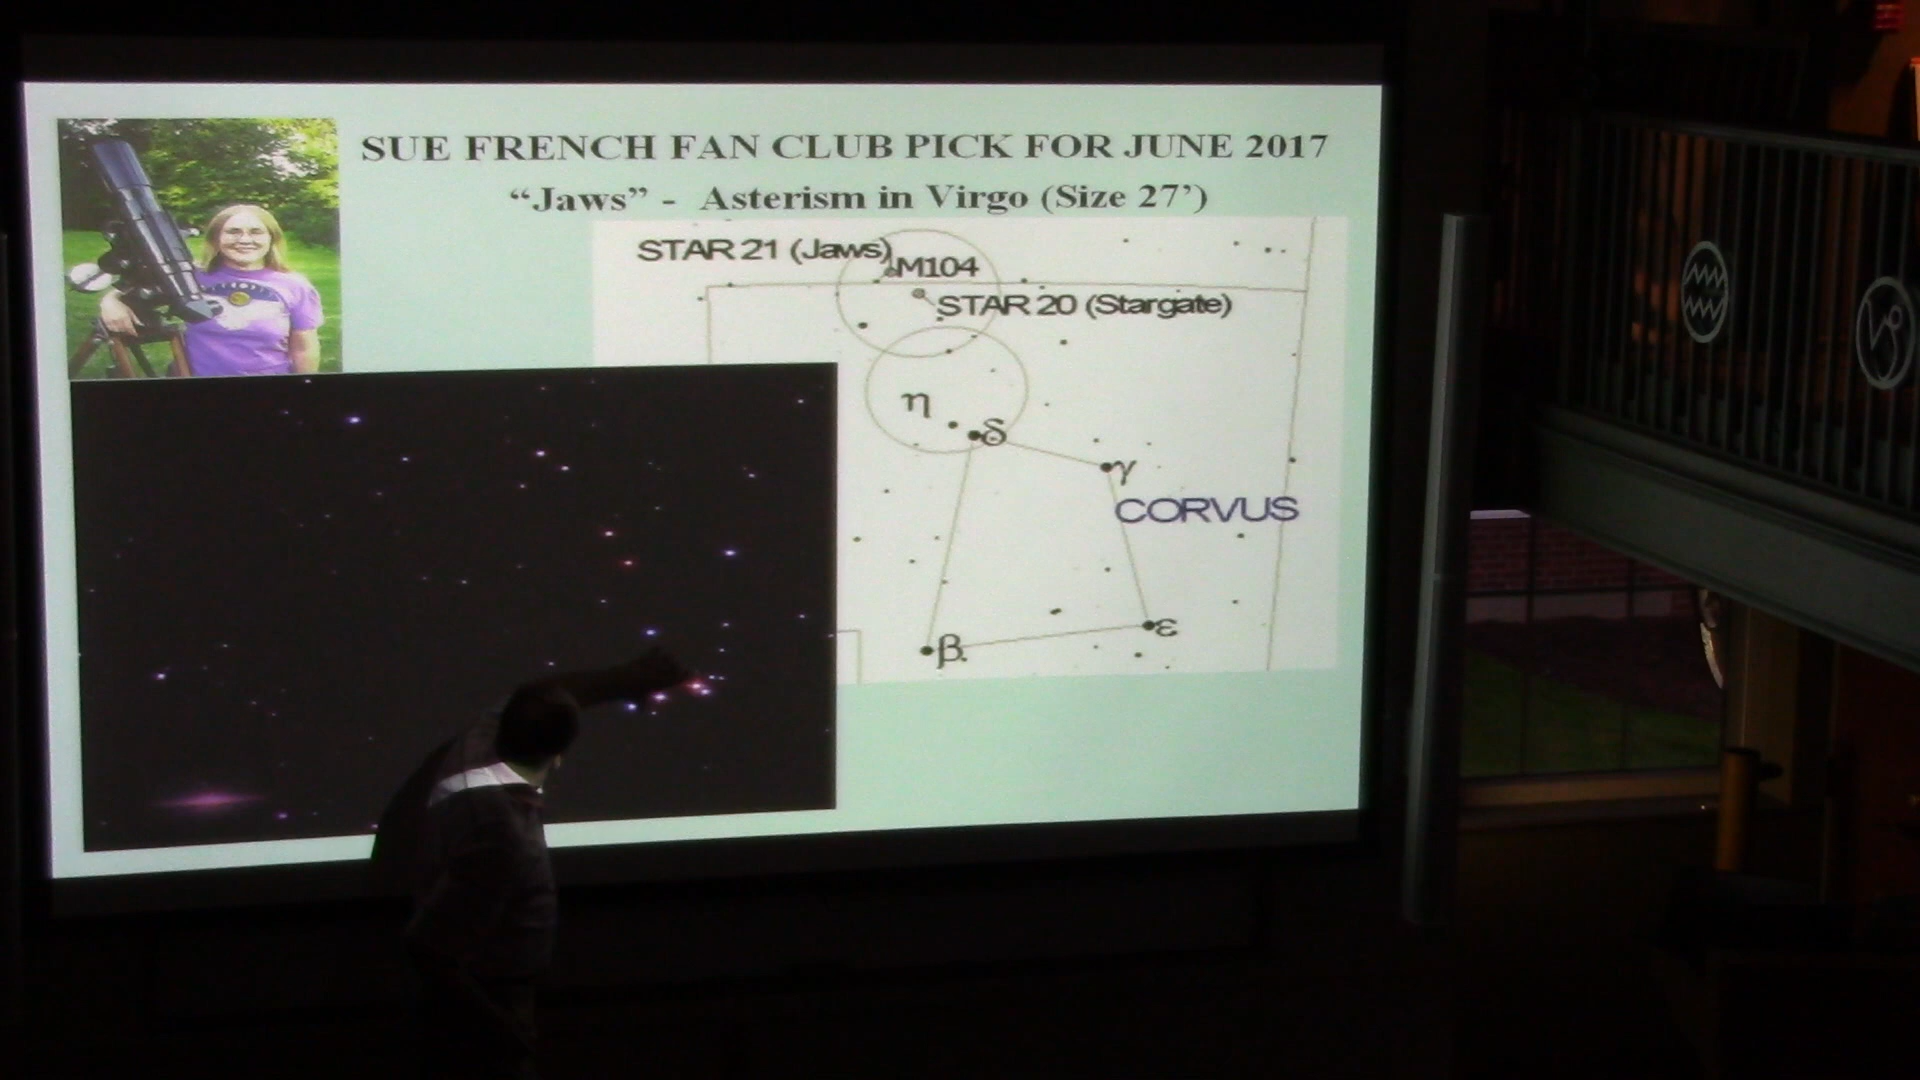 SUE FRENCH FAN CLUB PICK FOR JUNE 2017
“Jaws” - Asterism in Virgo (Size 27’)
STAR 21 (Jaws)
M104
STAR 20 (Stargate)
η
δ
γ
CORVUS
β
ε